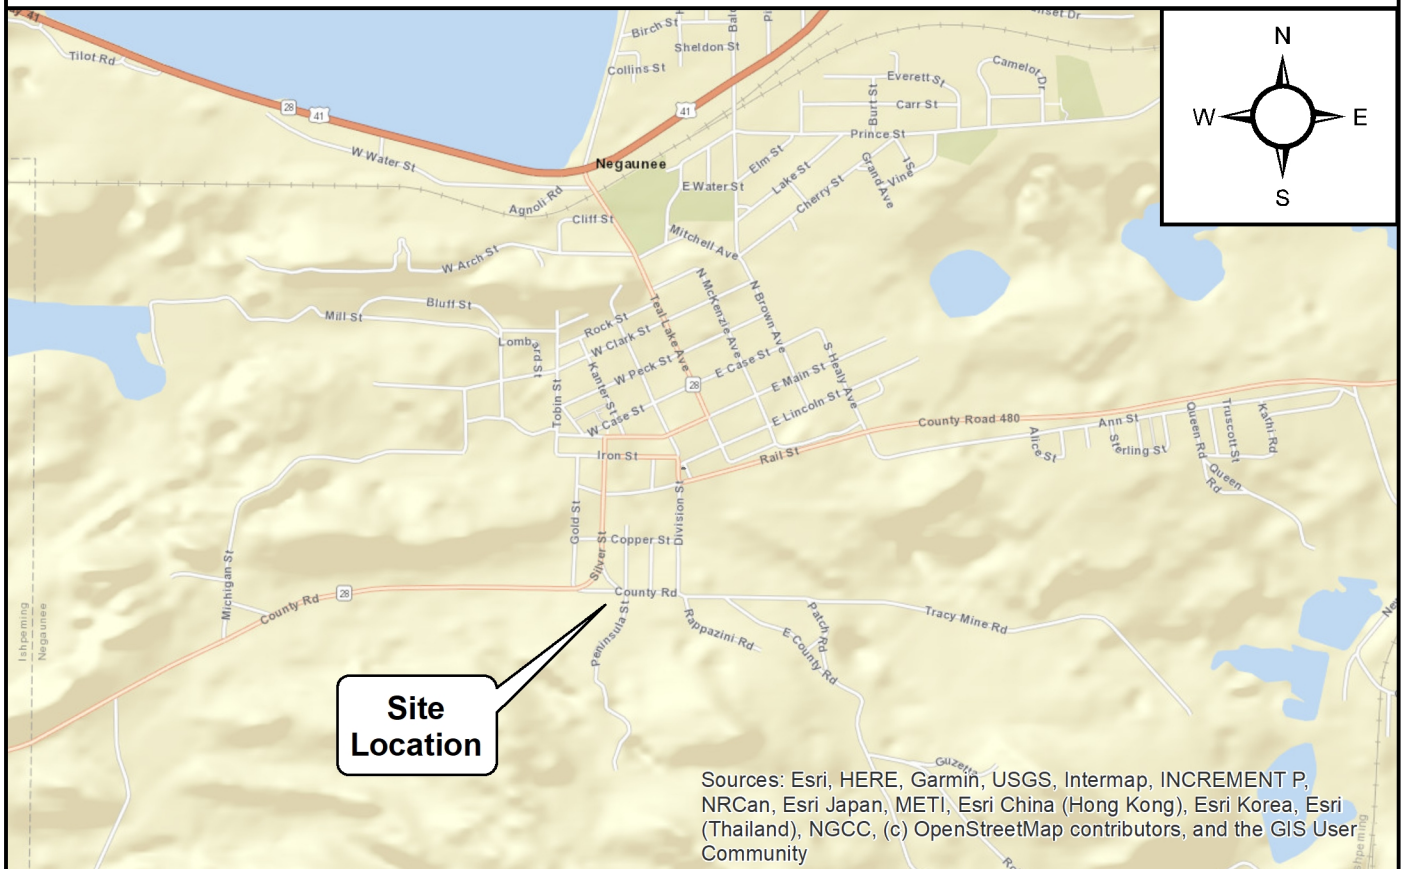 41
Tilot Rd
28
41
W Water St
Birch St
Sheldon St
Collins St
41
Everett St
Camelot Dr
Carr St
Burt St
Prince St
N
W
E
S
Negaunee
Elm St
Lake St
Cherry St
Grand Ave
Vine
E Water St
Agnoli Rd
Cliff St
Mitchell Ave
W Arch St
Bluff St
Mill St
Lombard St
Rock St
W Clark St
W Peck St
W Case St
Kanter St
Tobin St
Teal Lake Ave
N McKenzie Ave
N Brown Ave
28
E Case St
E Main St
E Lincoln St
S Healy Ave
County Road 480
Ann St
Alice St
Sterling St
Queen Rd
Truscott St
Kathi Rd
Queen Rd
Iron St
Rail St
Gold St
Silver St
Copper St
Division St
County Rd
28
County Rd
Michigan St
Ishpeming
Negaunee
Peninsula St
Rappazini Rd
E County Rd
Patch Rd
Tracy Mine Rd
Site
Location
Guzetta
Sources: Esri, HERE, Garmin, USGS, Intermap, INCREMENT P,
NRCan, Esri Japan, METI, Esri China (Hong Kong), Esri Korea, Esri
(Thailand), NGCC, (c) OpenStreetMap contributors, and the GIS User
Community